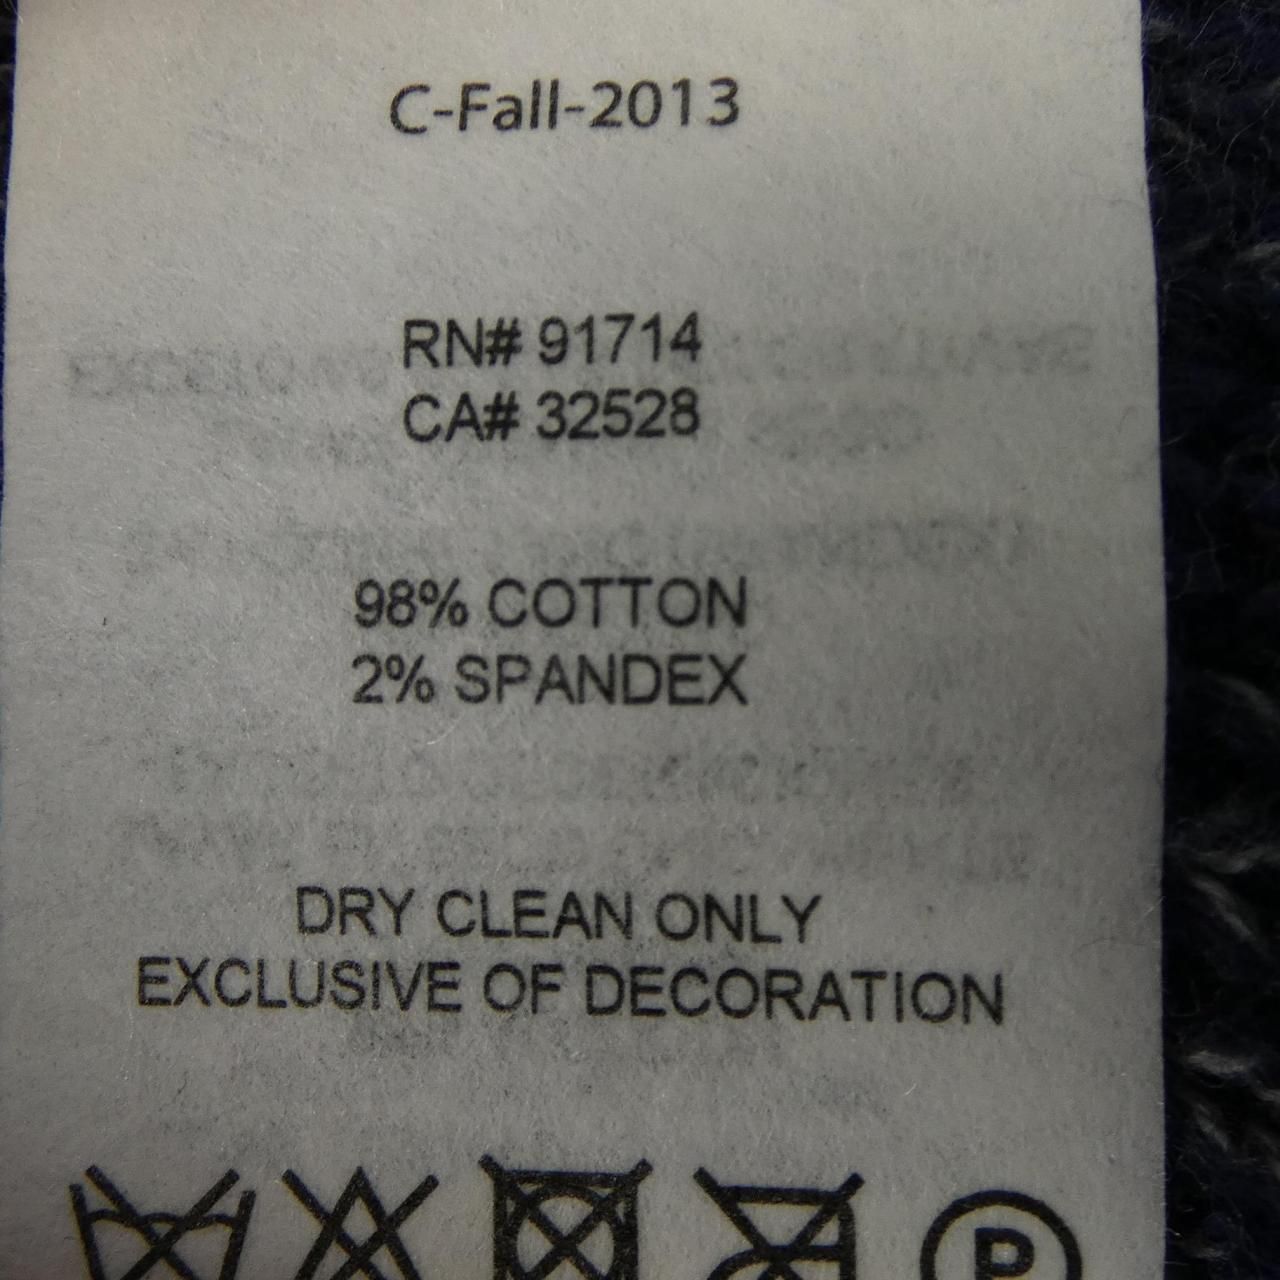 C-Fall-2013
RN# 91714
CA# 32528
98% COTTON
2% SPANDEX
DRY CLEAN ONLY
EXCLUSIVE OF DECORATION
P